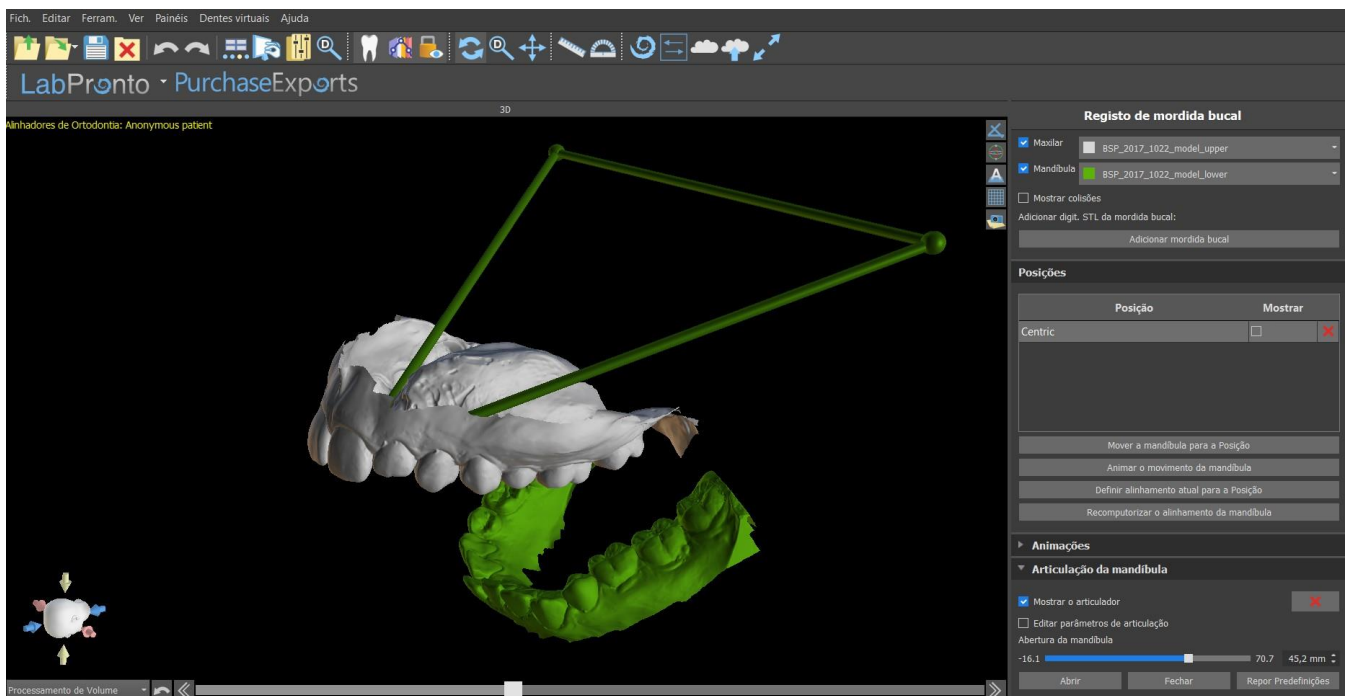 Fich. Editar Ferram. Ver Painéis Dentes virtuais Ajuda
LabPronto PurchaseExports
3D
Alinhadores de Ortodontia: Anonymous patient
Registo de mordida bucal
Maxilar BSP_2017_1022_model_upper
Mandíbula BSP_2017_1022_model_lower
Mostrar colisões
Adicionar digit. STL da mordida bucal:
Adicionar mordida bucal
Posições
Posição Mostrar
Centric
Mover a mandíbula para a Posição
Animar o movimento da mandíbula
Definir alinhamento atual para a Posição
Recomputorizar o alinhamento da mandíbula
Animações
Articulação da mandíbula
Mostrar o articulador
Editar parâmetros de articulação
Abertura da mandíbula
-16.1 70.7 45,2 mm
Abrir Fechar Repor Predefinições
Processamento de Volume